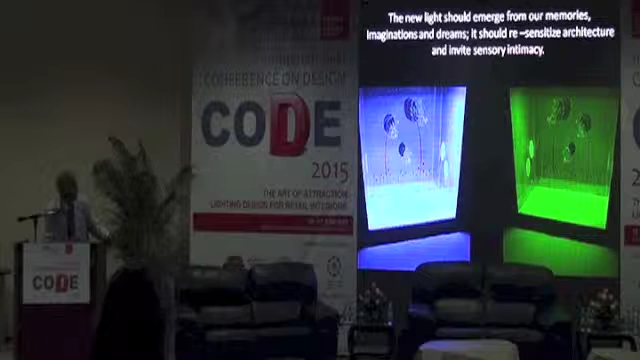 The new light should emerge from our memories,
Imaginations and dreams; it should re –sensitize architecture
and invite sensory intimacy.
CONFERENCE ON DESIGN
CODE
2015
THE ART OF ATTRACTION
LIGHTING DESIGN FOR RETAIL INTERIORS
CODE